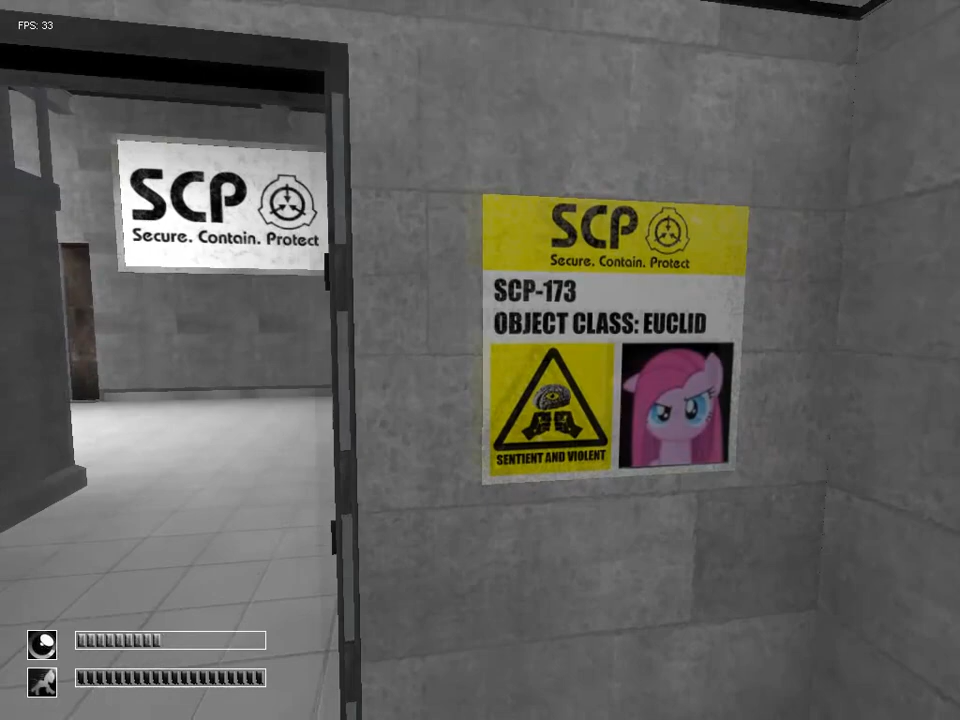 FPS: 33
SCP
Secure. Contain. Protect
SCP
Secure. Contain. Protect
SCP-173
OBJECT CLASS: EUCLID
SENTIENT AND VIOLENT